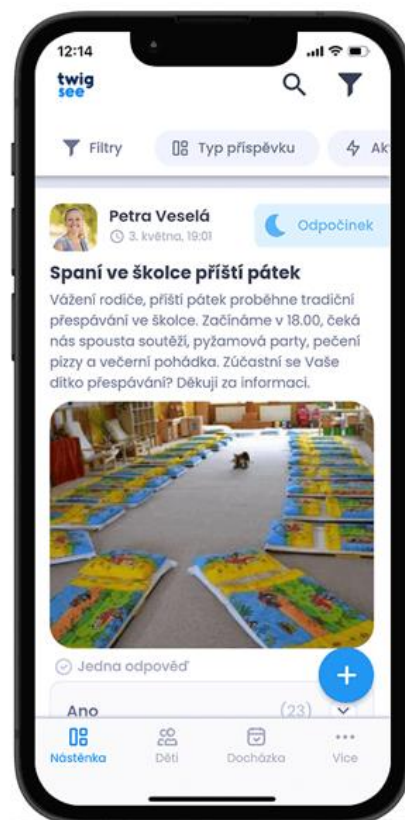 12:14
twig
see
Filtry
Typ příspěvku
Petra Veselá
3. května, 19:01
Odpočinek
Spaní ve školce příští pátek
Vážení rodiče, příští pátek proběhne tradiční
přespávání ve školce. Začínáme v 18.00, čeká
nás spousta soutěží, pyžamová party, pečení
pizzy a večerní pohádka. Zúčastní se Vaše
dítko přespávání? Děkuji za informaci.
Jedna odpověď
Ano (23)
Nástěnka Děti Docházka Více